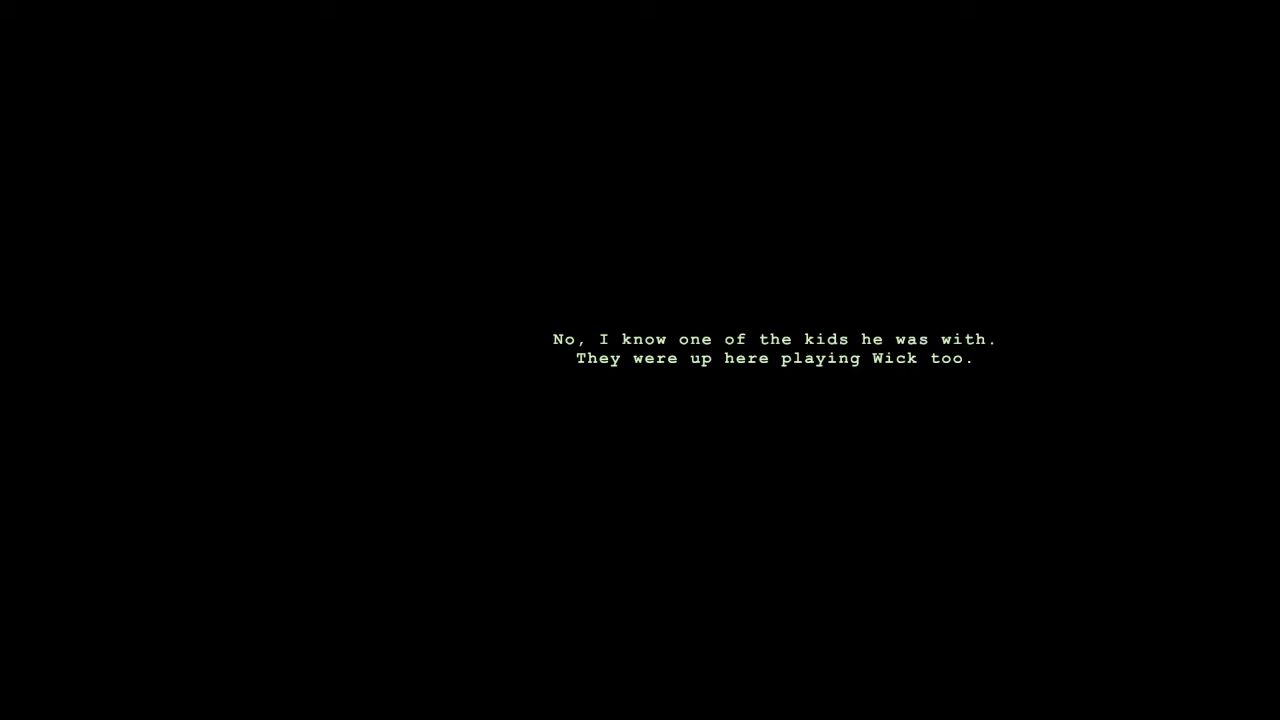 No, I know one of the kids he was with.
They were up here playing Wick too.